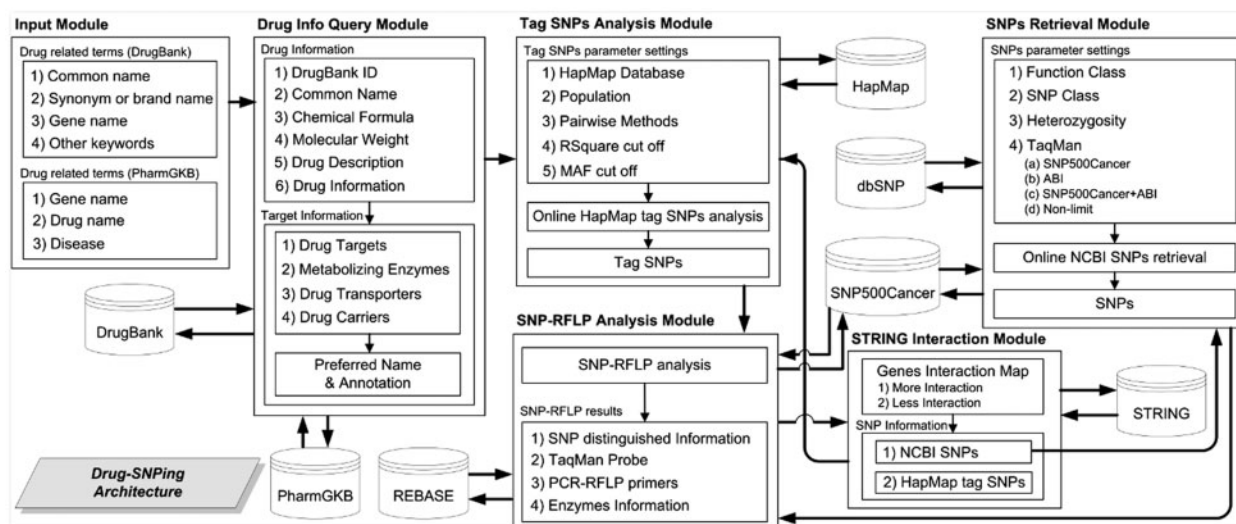 Input Module
Drug related terms (DrugBank)
1) Common name
2) Synonym or brand name
3) Gene name
4) Other keywords
Drug related terms (PharmGKB)
1) Gene name
2) Drug name
3) Disease
DrugBank
Drug-SNPing
Architecture
Drug Info Query Module
Drug Information
1) DrugBank ID
2) Common Name
3) Chemical Formula
4) Molecular Weight
5) Drug Description
6) Drug Information
Target Information
1) Drug Targets
2) Metabolizing Enzymes
3) Drug Transporters
4) Drug Carriers
Preferred Name
& Annotation
PharmGKB
REBASE
Tag SNPs Analysis Module
Tag SNPs parameter settings
1) HapMap Database
2) Population
3) Pairwise Methods
4) RSquare cut off
5) MAF cut off
Online HapMap tag SNPs analysis
Tag SNPs
SNP-RFLP Analysis Module
SNP-RFLP analysis
SNP-RFLP results
1) SNP distinguished Information
2) TaqMan Probe
3) PCR-RFLP primers
4) Enzymes Information
HapMap
dbSNP
SNP500Cancer
SNPs Retrieval Module
SNPs parameter settings
1) Function Class
2) SNP Class
3) Heterozygosity
4) TaqMan
(a) SNP500Cancer
(b) ABI
(c) SNP500Cancer+ABI
(d) Non-limit
Online NCBI SNPs retrieval
SNPs
STRING Interaction Module
Genes Interaction Map
1) More Interaction
2) Less Interaction
SNP Information
1) NCBI SNPs
2) HapMap tag SNPs
STRING